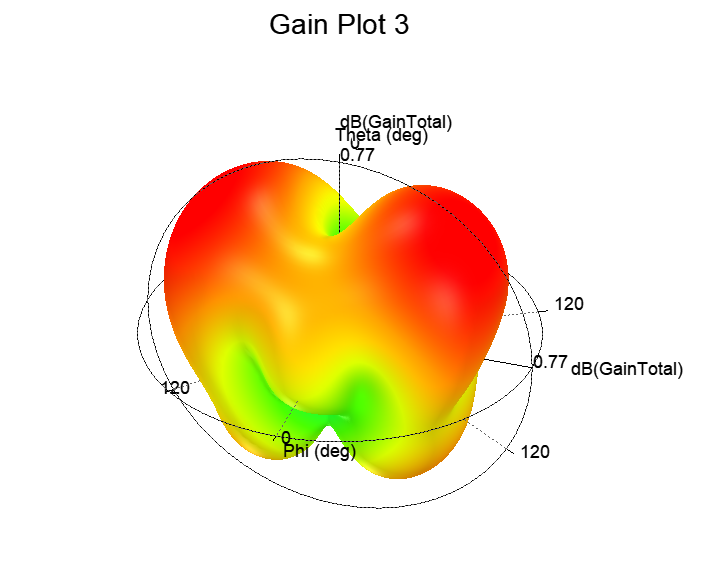 Gain Plot 3
dB(GainTotal)
Theta (deg)
0
0.77
120
0.77
dB(GainTotal)
120
0
Phi (deg)
120